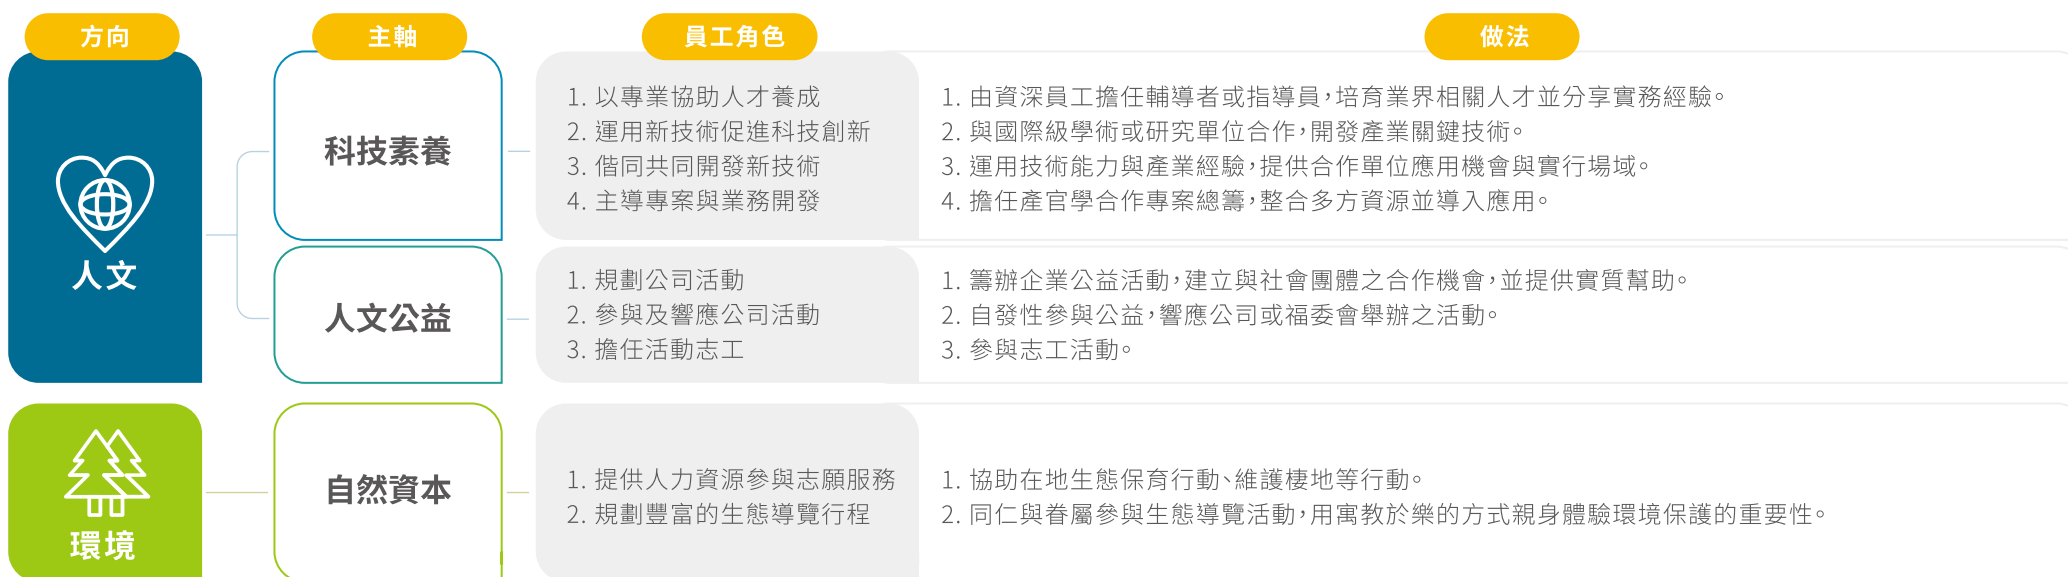 方向
主軸
員工角色
做法
人文
科技素養
1. 以專業協助人才養成
2. 運用新技術促進科技創新
3. 偕同共同開發新技術
4. 主導專案與業務開發
1. 由資深員工擔任輔導者或指導員，培育業界相關人才並分享實務經驗。
2. 與國際級學術或研究單位合作，開發產業關鍵技術。
3. 運用技術能力與產業經驗，提供合作單位應用機會與實行場域。
4. 擔任產官學合作專案總籌，整合多方資源並導入應用。
人文公益
1. 規劃公司活動
2. 參與及響應公司活動
3. 擔任活動志工
1. 籌辦企業公益活動，建立與社會團體之合作機會，並提供實質幫助。
2. 自發性參與公益，響應公司或福委會舉辦之活動。
3. 參與志工活動。
環境
自然資本
1. 提供人力資源參與志願服務
2. 規劃豐富的生態導覽行程
1. 協助在地生態保育行動、維護棲地等行動。
2. 同仁與眷屬參與生態導覽活動，用寓教於樂的方式親身體驗環境保護的重要性。